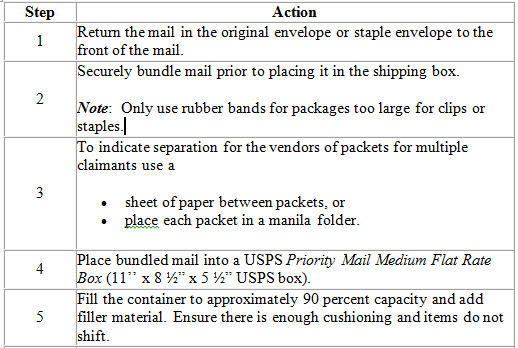 Step Action
1 Return the mail in the original envelope or staple envelope to the
front of the mail.
2 Securely bundle mail prior to placing it in the shipping box.
Note: Only use rubber bands for packages too large for clips or
staples.
3 To indicate separation for the vendors of packets for multiple
claimants use a
• sheet of paper between packets, or
• place each packet in a manila folder.
4 Place bundled mail into a USPS Priority Mail Medium Flat Rate
Box (11” x 8 ½” x 5 ½” USPS box).
5 Fill the container to approximately 90 percent capacity and add
filler material. Ensure there is enough cushioning and items do not
shift.